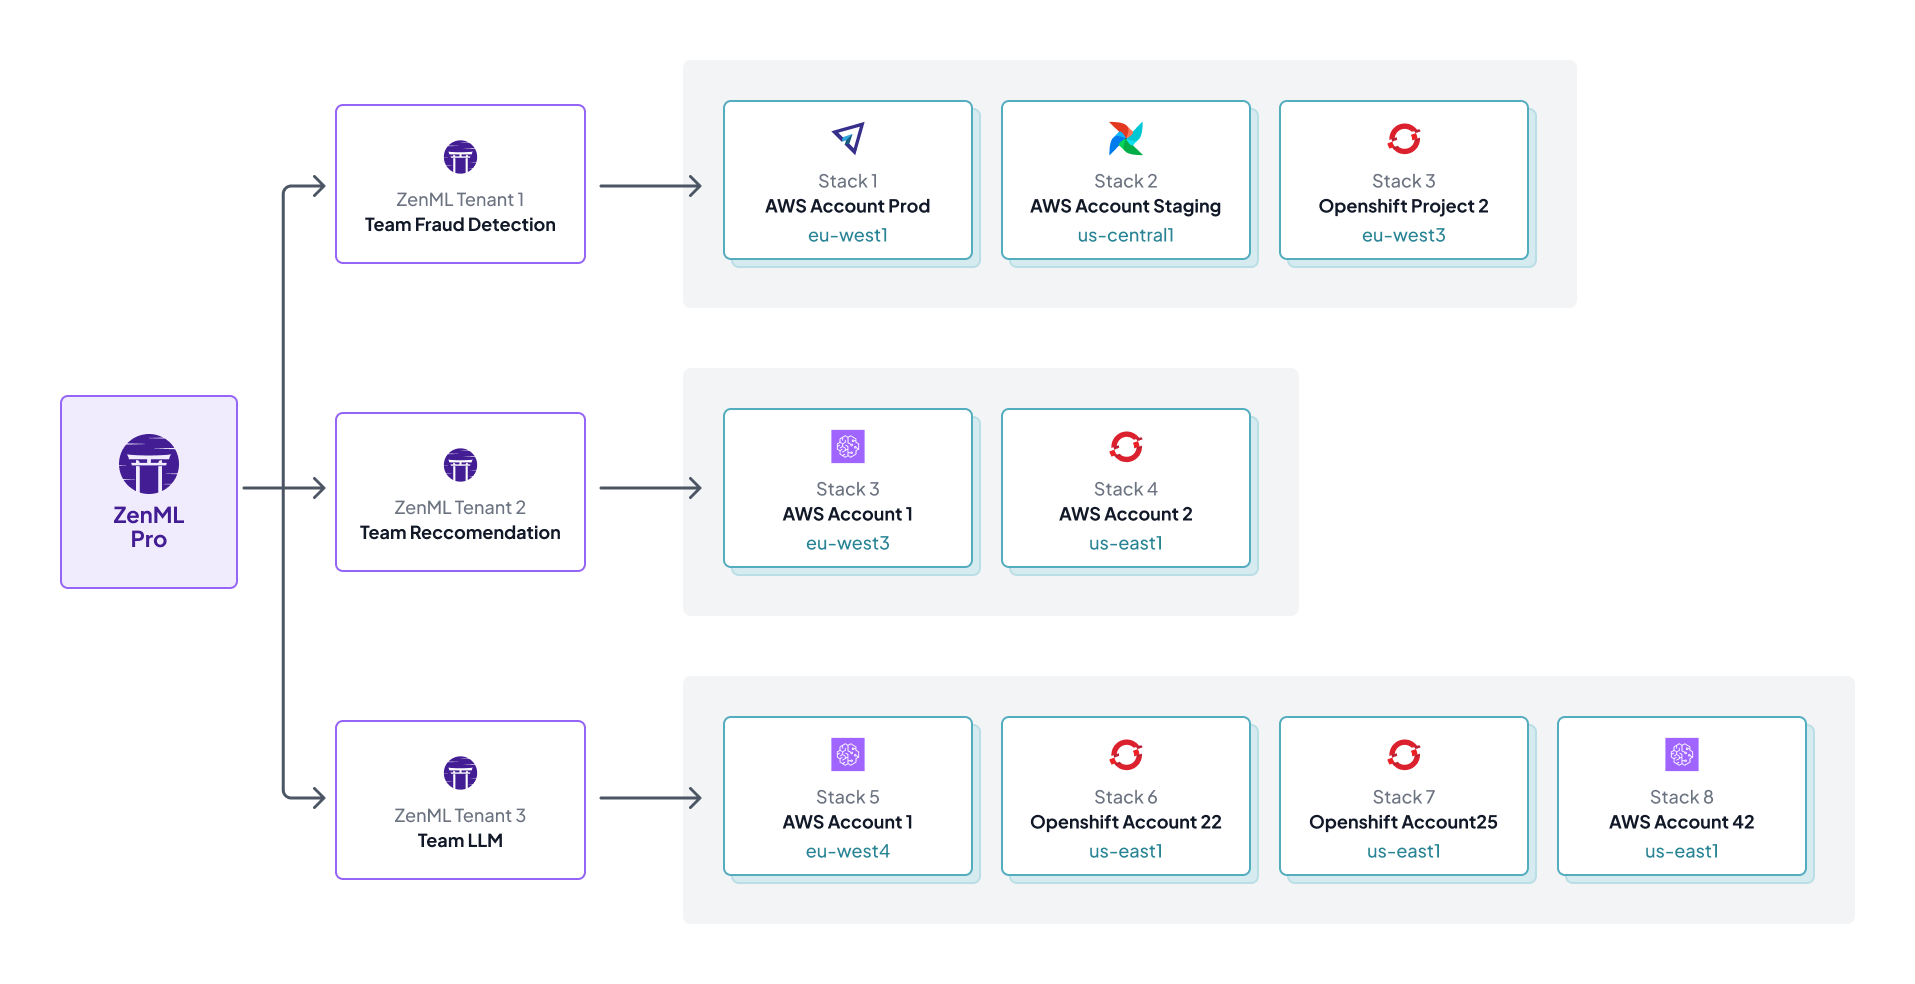 ZenML
Pro
ZenML Tenant 1
Team Fraud Detection
Stack 1
AWS Account Prod
eu-west1
Stack 2
AWS Account Staging
us-central1
Stack 3
Openshift Project 2
eu-west3
ZenML Tenant 2
Team Reccomendation
Stack 3
AWS Account 1
eu-west3
Stack 4
AWS Account 2
us-east1
ZenML Tenant 3
Team LLM
Stack 5
AWS Account 1
eu-west4
Stack 6
Openshift Account 22
us-east1
Stack 7
Openshift Account25
us-east1
Stack 8
AWS Account 42
us-east1